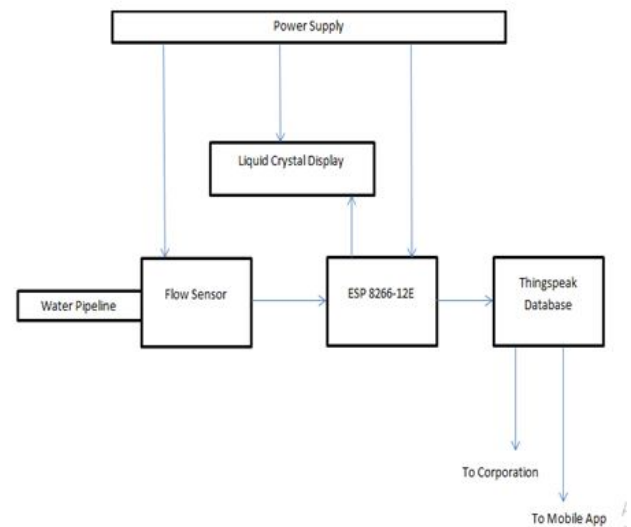 Power Supply
Liquid Crystal Display
Water Pipeline
Flow Sensor
ESP 8266-12E
Thingspeak
Database
To Corporation
To Mobile App